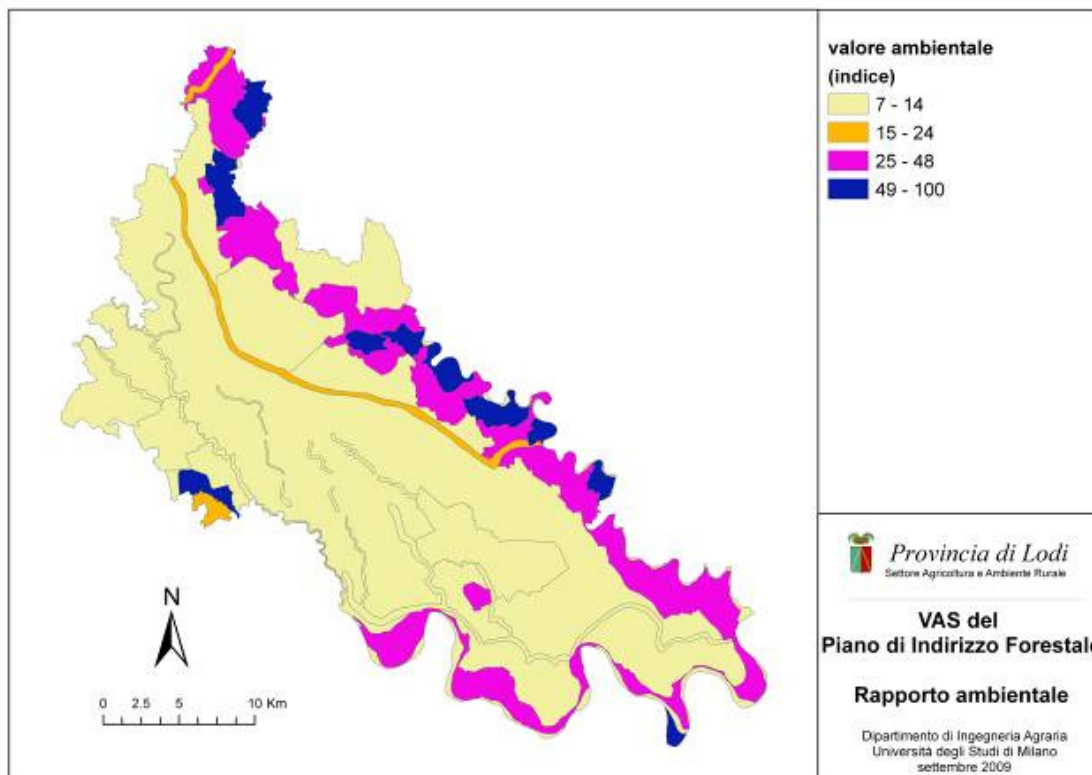 valore ambientale
(indice)
7 - 14
15 - 24
25 - 48
49 - 100
N
0 2.5 5 10 Km
Provincia di Lodi
Settore Agricoltura e Ambiente Rurale
VAS del
Piano di Indirizzo Forestale
Rapporto ambientale
Dipartimento di Ingegneria Agraria
Università degli Studi di Milano
settembre 2009